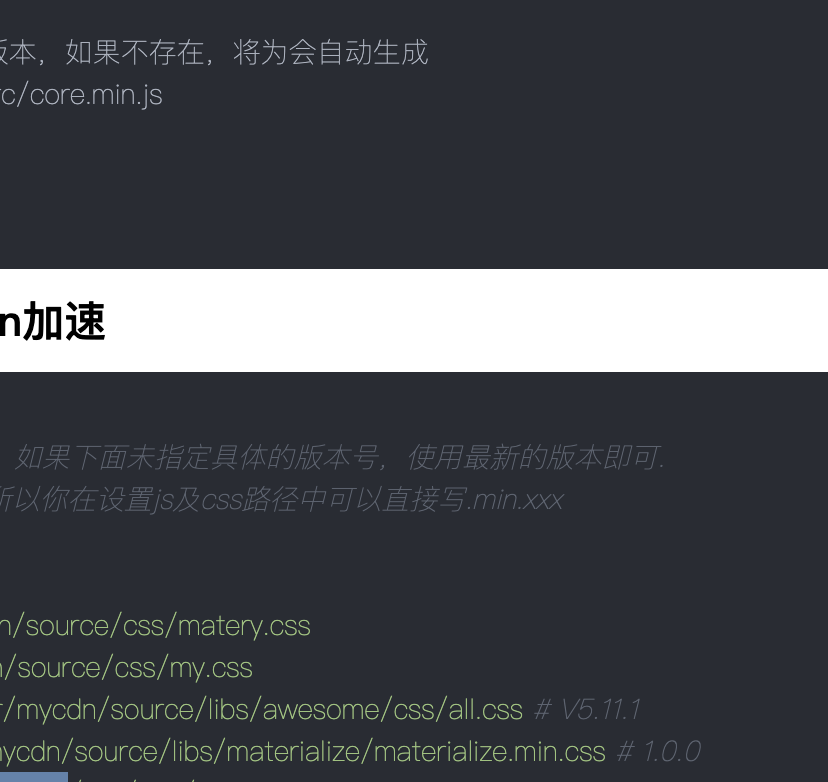 版本，如果不存在，将为会自动生成
rc/core.min.js
n加速
如果下面未指定具体的版本号，使用最新的版本即可.
所以你在设置js及css路径中可以直接写.min.xxx
n/source/css/matery.css
n/source/css/my.css
r/mycdn/source/libs/awesome/css/all.css # V5.11.1
mycdn/source/libs/materialize/materialize.min.css # 1.0.0